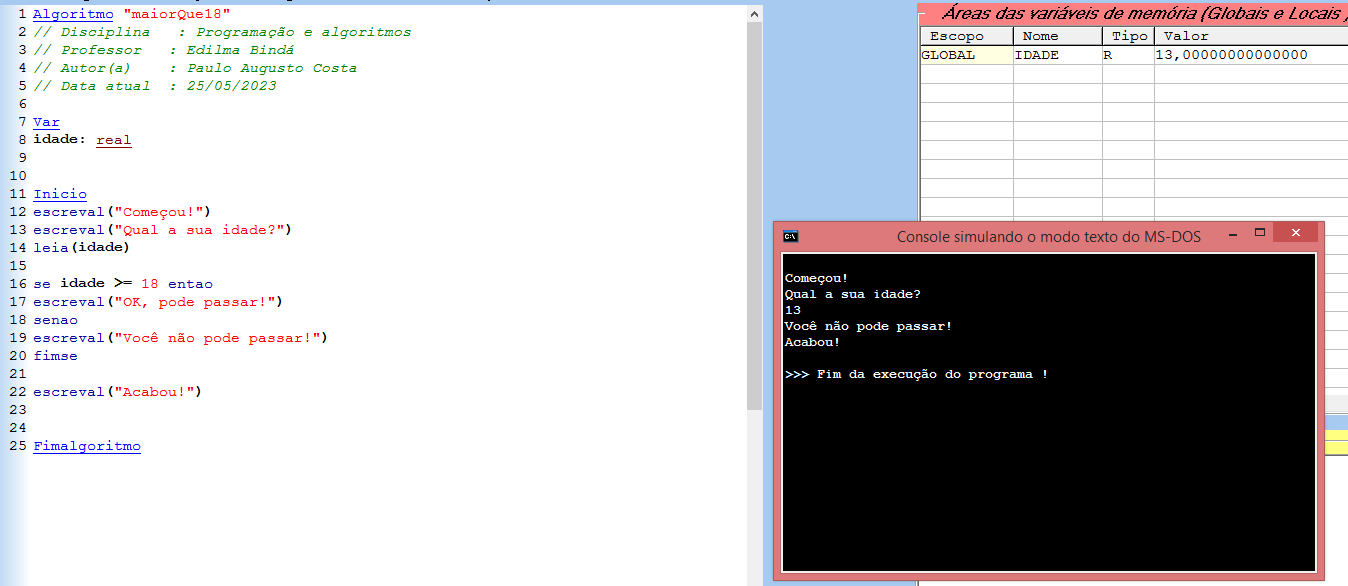 1 Algoritmo "maiorQue18"
2 // Disciplina   : Programação e algoritmos
3 // Professor   : Edilma Bindá
4 // Autor(a)    : Paulo Augusto Costa
5 // Data atual  : 25/05/2023
6
7 Var
8 idade: real
9
10
11 Inicio
12 escreval("Começou!")
13 escreval("Qual a sua idade?")
14 leia(idade)
15
16 se idade >= 18 entao
17 escreval("OK, pode passar!")
18 senao
19 escreval("Você não pode passar!")
20 fimse
21
22 escreval("Acabou!")
23
24
25 Fimalgoritmo
Áreas das variáveis de memória (Globais e Locais )
Escopo Nome Tipo Valor
GLOBAL IDADE R 13,00000000000000
C:\ Console simulando o modo texto do MS-DOS
Começou!
Qual a sua idade?
13
Você não pode passar!
Acabou!
>>> Fim da execução do programa !